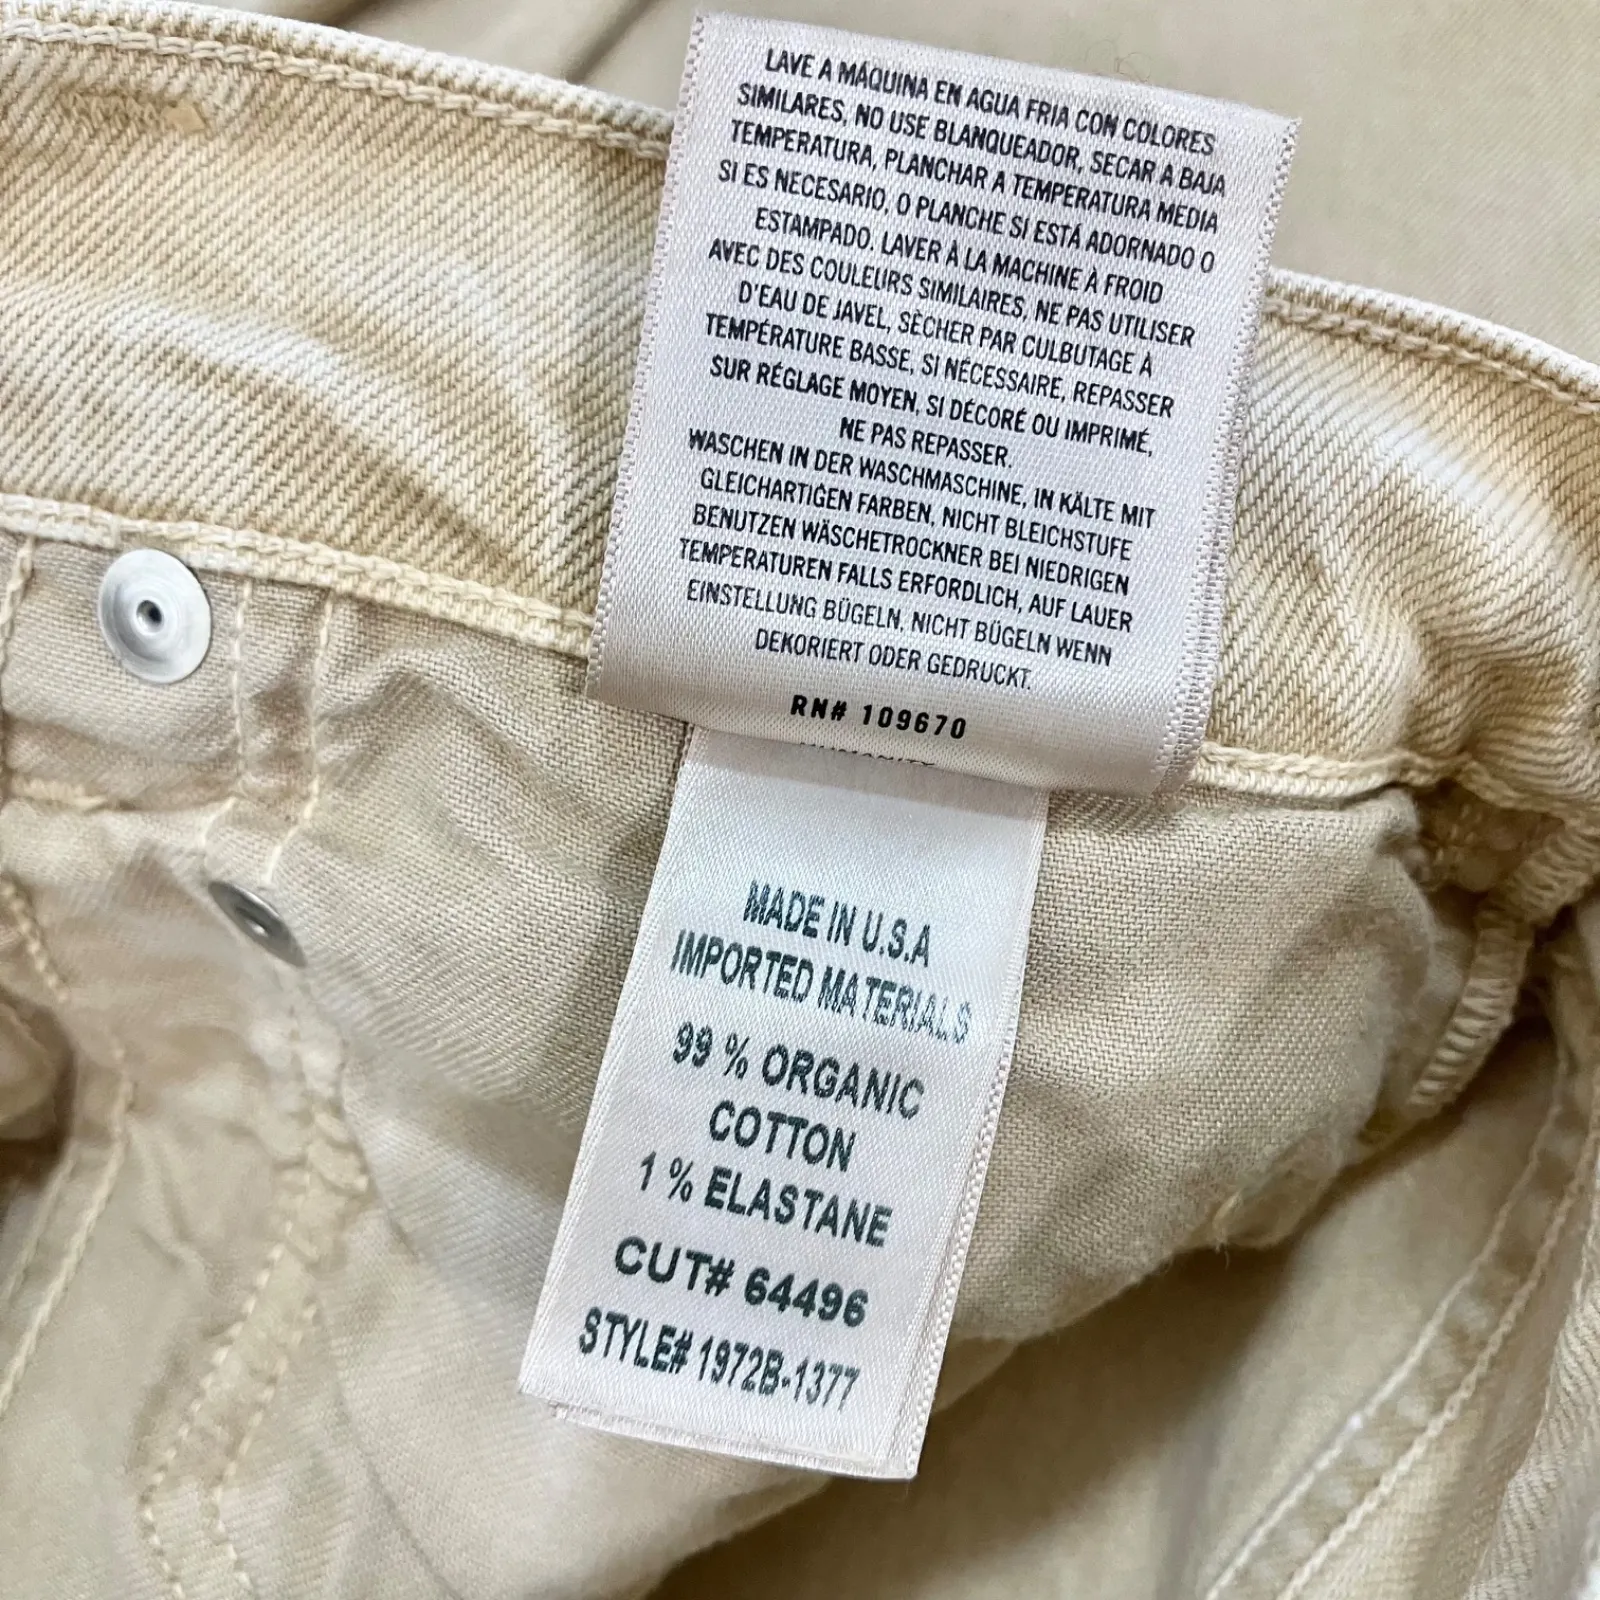 LAVE A MÁQUINA EN AGUA FRIA CON COLORES
SIMILARES, NO USE BLANQUEADOR, SECAR A BAJA
TEMPERATURA, PLANCHAR A TEMPERATURA MEDIA
SI ES NECESARIO, O PLANCHE SI ESTÁ ADORNADO O
ESTAMPADO. LAVER À LA MACHINE À FROID
AVEC DES COULEURS SIMILAIRES, NE PAS UTILISER
D'EAU DE JAVEL, SÈCHER PAR CULBUTAGE À
TEMPÉRATURE BASSE, SI NÉCESSAIRE, REPASSER
SUR RÉGLAGE MOYEN, SI DÉCORÉ OU IMPRIMÉ,
NE PAS REPASSER.
WASCHEN IN DER WASCHMASCHINE, IN KÄLTE MIT
GLEICHARTIGEN FARBEN, NICHT BLEICHSTUFE
BENUTZEN WÄSCHETROCKNER BEI NIEDRIGEN
TEMPERATUREN FALLS ERFORDLICH, AUF LAUER
EINSTELLUNG BÜGELN, NICHT BÜGELN WENN
DEKORIERT ODER GEDRUCKT.
RN# 109670
MADE IN U.S.A
IMPORTED MATERIALS
99 % ORGANIC
COTTON
1 % ELASTANE
CUT# 64496
STYLE# 1972B-1377